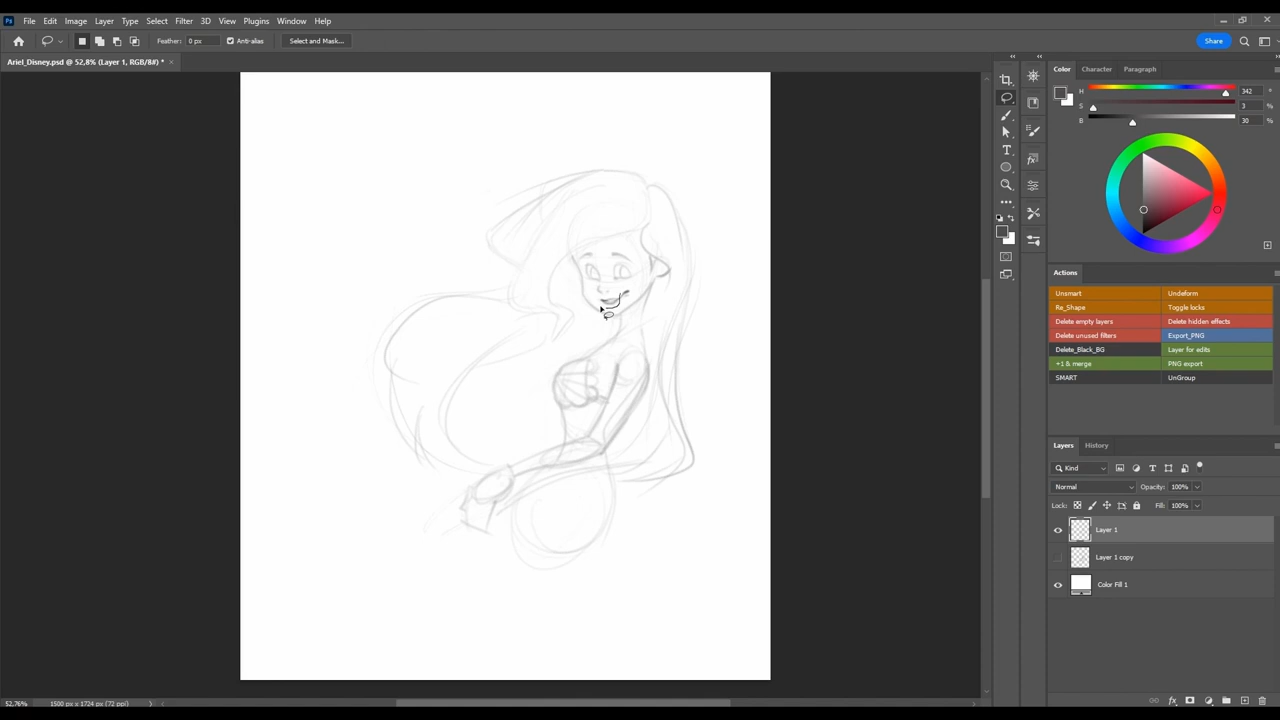 Ps File Edit Image Layer Type Select Filter 3D View Plugins Window Help
Feather: 0 px Anti-alias Select and Mask... Share
Ariel_Disney.psd @ 52,8% (Layer 1, RGB/8#) * ×
Color Character Paragraph
H 342 °
S 3 %
B 30 %
Actions
Unsmart Undeform
Re_Shape Toggle locks
Delete empty layers Delete hidden effects
Delete unused filters Export_PNG
Delete_Black_BG Layer for edits
+1 & merge PNG export
SMART UnGroup
Layers History
Kind
Normal Opacity: 100%
Lock: Fill: 100%
Layer 1
Layer 1 copy
Color Fill 1
52,76% 1500 px x 1724 px (72 ppi)